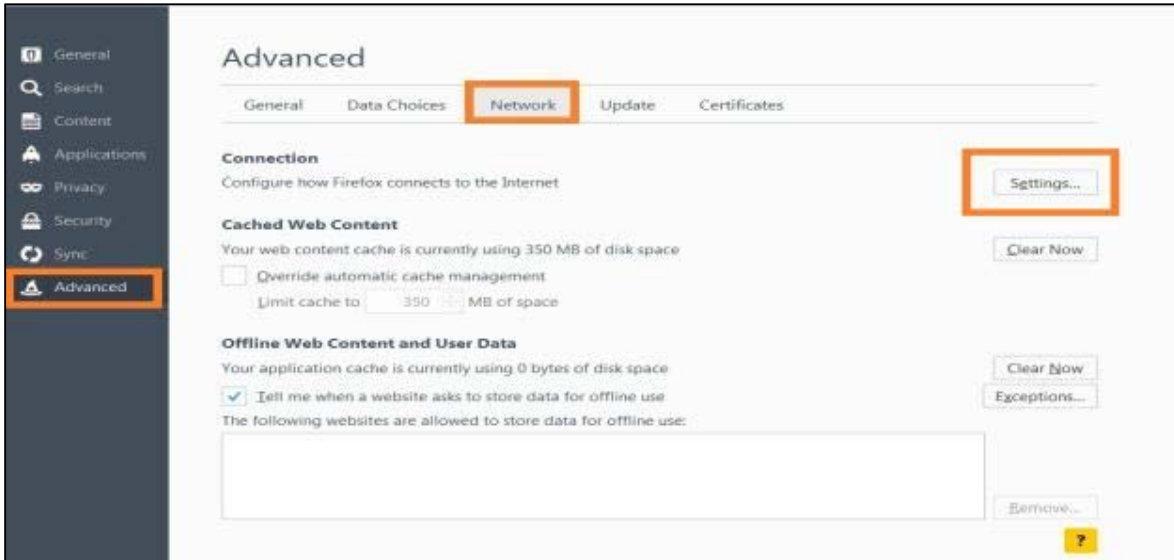 General
Search
Content
Applications
Privacy
Security
Sync
Advanced
Advanced
General Data Choices Network Update Certificates
Connection
Configure how Firefox connects to the Internet Settings...
Cached Web Content
Your web content cache is currently using 350 MB of disk space Clear Now
Override automatic cache management
Limit cache to 350 MB of space
Offline Web Content and User Data
Your application cache is currently using 0 bytes of disk space Clear Now
Tell me when a website asks to store data for offline use Exceptions...
The following websites are allowed to store data for offline use:
Remove...
?